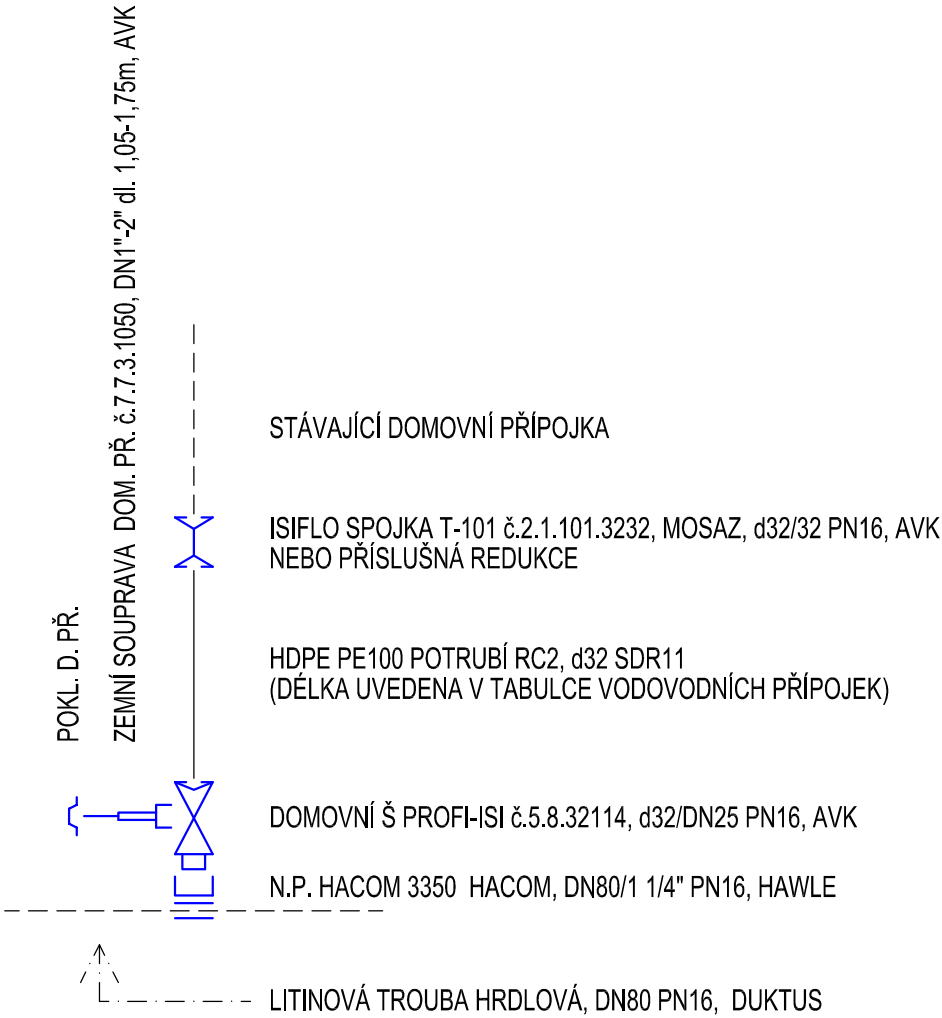 POKL. D. PŘ.
ZEMNÍ SOUPRAVA DOM. PŘ. č.7.7.3.1050, DN1"-2" dl. 1,05-1,75m, AVK
STÁVAJÍCÍ DOMOVNÍ PŘÍPOJKA
ISIFLO SPOJKA T-101 č.2.1.101.3232, MOSAZ, d32/32 PN16, AVK
NEBO PŘÍSLUŠNÁ REDUKCE
HDPE PE100 POTRUBÍ RC2, d32 SDR11
(DÉLKA UVEDENA V TABULCE VODOVODNÍCH PŘÍPOJEK)
DOMOVNÍ Š PROFI-ISI č.5.8.32114, d32/DN25 PN16, AVK
N.P. HACOM 3350 HACOM, DN80/1 1/4" PN16, HAWLE
LITINOVÁ TROUBA HRDLOVÁ, DN80 PN16, DUKTUS